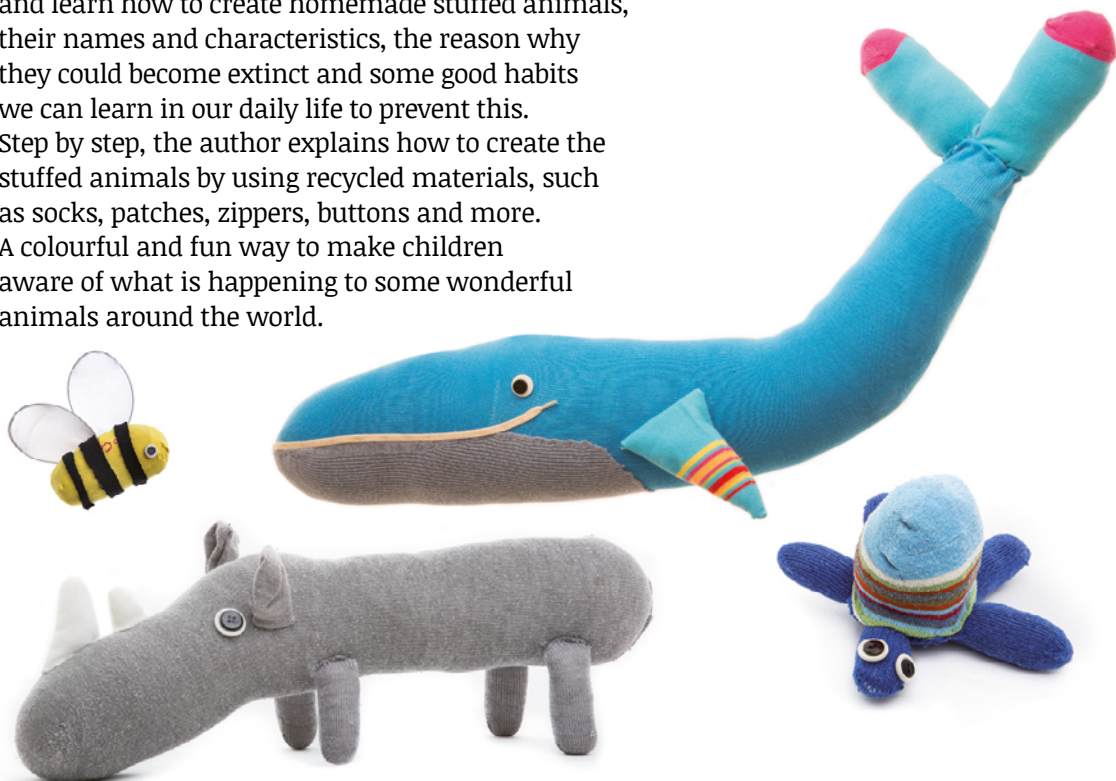 and learn how to create homemade stuffed animals,
their names and characteristics, the reason why
they could become extinct and some good habits
we can learn in our daily life to prevent this.
Step by step, the author explains how to create the
stuffed animals by using recycled materials, such
as socks, patches, zippers, buttons and more.
A colourful and fun way to make children
aware of what is happening to some wonderful
animals around the world.